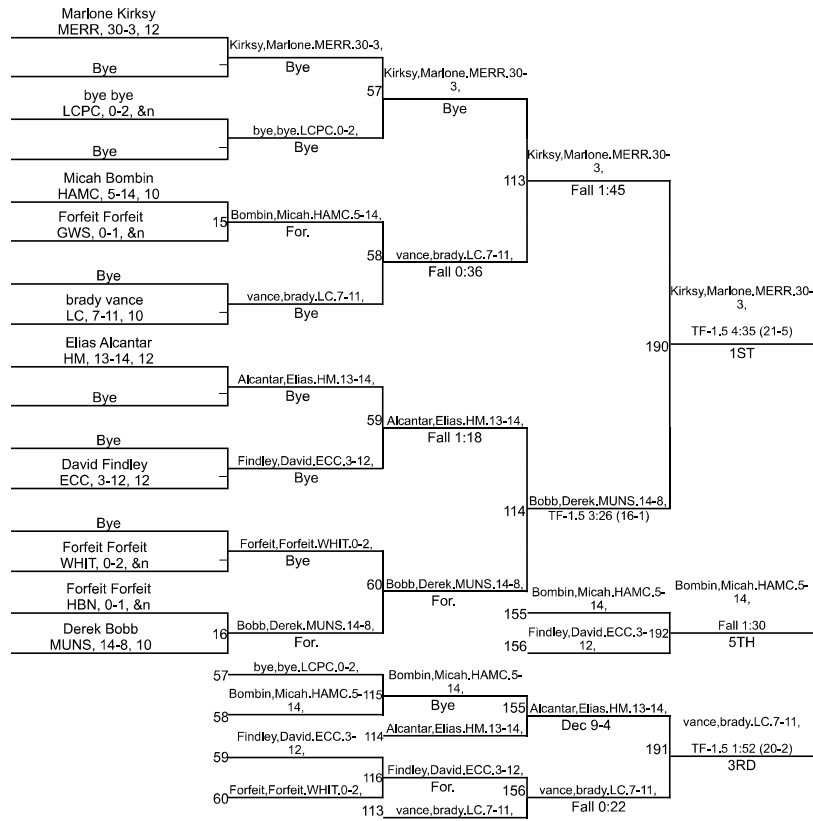 Marlone Kirksy
MERR, 30-3, 12
Bye
bye bye
LCPC, 0-2, &n
Bye
Micah Bombin
HAMC, 5-14, 10
Forfeit Forfeit
GWS, 0-1, &n
Bye
brady vance
LC, 7-11, 10
Elias Alcantar
HM, 13-14, 12
Bye
Bye
David Findley
ECC, 3-12, 12
Bye
Forfeit Forfeit
WHIT, 0-2, &n
Forfeit Forfeit
HBN, 0-1, &n
Derek Bobb
MUNS, 14-8, 10
Kirksy,Marlone.MERR.30-3,
Bye
bye,bye.LCPC.0-2,
Bye
15
Bombin,Micah.HAMC.5-14,
For.
vance,brady.LC.7-11,
Bye
Alcantar,Elias.HM.13-14,
Bye
Findley,David.ECC.3-12,
Bye
Forfeit,Forfeit.WHIT.0-2,
Bye
16
Bobb,Derek.MUNS.14-8,
For.
57
Kirksy,Marlone.MERR.30-
3,
Bye
58
vance,brady.LC.7-11,
Fall 0:36
59
Alcantar,Elias.HM.13-14,
Fall 1:18
60
Bobb,Derek.MUNS.14-8,
For.
113
Kirksy,Marlone.MERR.30-
3,
Fall 1:45
114
Bobb,Derek.MUNS.14-8,
TF-1.5 3:26 (16-1)
190
Kirksy,Marlone.MERR.30-
3,
TF-1.5 4:35 (21-5)
1ST
155
Bombin,Micah.HAMC.5-
14,
156
Findley,David.ECC.3-
12,
192
Bombin,Micah.HAMC.5-
14,
Fall 1:30
5TH
57
bye,bye.LCPC.0-2,
58
Bombin,Micah.HAMC.5-
14,
59
Findley,David.ECC.3-
12,
60
Forfeit,Forfeit.WHIT.0-2,
115
Bombin,Micah.HAMC.5-
14,
Bye
114
Alcantar,Elias.HM.13-14,
116
Findley,David.ECC.3-12,
For.
113
vance,brady.LC.7-11,
155
Alcantar,Elias.HM.13-14,
Dec 9-4
156
vance,brady.LC.7-11,
Fall 0:22
191
vance,brady.LC.7-11,
TF-1.5 1:52 (20-2)
3RD